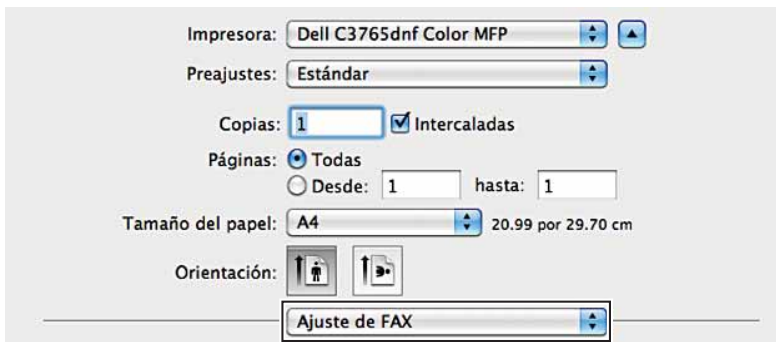 Impresora: Dell C3765dnf Color MFP
Preajustes: Estándar
Copias: 1 Intercaladas
Páginas: Todas
Desde: 1 hasta: 1
Tamaño del papel: A4 20.99 por 29.70 cm
Orientación:
Ajuste de FAX